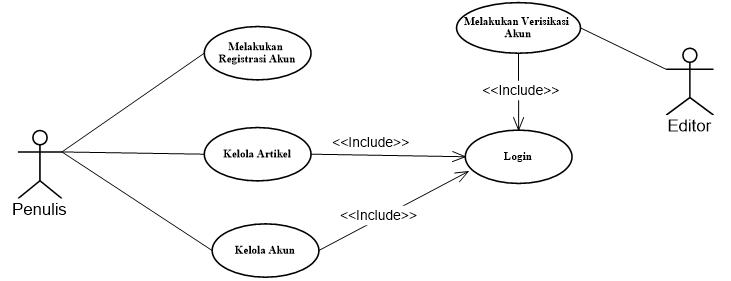 Melakukan
Registrasi Akun
Melakukan Verisikasi
Akun
<<Include>>
Editor
<<Include>>
Kelola Artikel
Login
Penulis
<<Include>>
Kelola Akun